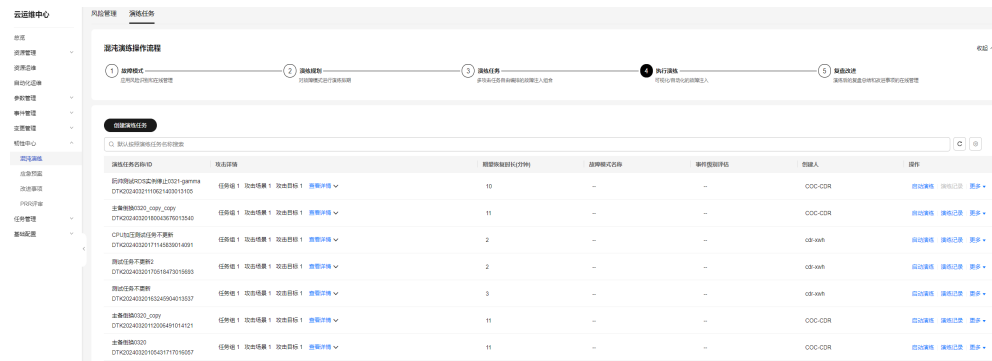 云运维中心
风险管理 演练任务
总览
资源管理
资源运维
自动化运维
参数管理
事件管理
变更管理
韧性中心
混沌演练
应急预案
改进事项
PRR评审
任务管理
基础配置
混沌演练操作流程
收起
1 故障模式
应用风险识别和在线管理
2 演练规划
对故障模式进行演练排期
3 演练任务
多攻击任务自由编排的故障注入组合
4 执行演练
可视化/自动化的故障注入
5 复盘改进
演练后的复盘总结和改进事项的在线管理
创建演练任务
默认按照演练任务名称搜索
演练任务名称/ID 攻击详情 期望恢复时长(分钟) 故障模式名称 事件级别评估 创建人 操作
阮帅测试RDS实例停止0321-gamma
DTK20240321110621403013105
任务组 1 攻击场景 1 攻击目标 1 查看详情 10 -- -- COC-CDR 启动演练 演练记录 更多
主备倒换0320_copy_copy
DTK20240320180043676013540
任务组 1 攻击场景 1 攻击目标 1 查看详情 11 -- -- COC-CDR 启动演练 演练记录 更多
CPU加压测试任务不更新
DTK20240320171145839014091
任务组 1 攻击场景 1 攻击目标 1 查看详情 2 -- -- cdr-xwh 启动演练 演练记录 更多
测试任务不更新2
DTK20240320170518473015693
任务组 1 攻击场景 1 攻击目标 1 查看详情 2 -- -- cdr-xwh 启动演练 演练记录 更多
测试任务不更新
DTK20240320163245904013537
任务组 1 攻击场景 1 攻击目标 1 查看详情 3 -- -- cdr-xwh 启动演练 演练记录 更多
主备倒换0320_copy
DTK20240320112006491014121
任务组 1 攻击场景 1 攻击目标 1 查看详情 11 -- -- COC-CDR 启动演练 演练记录 更多
主备倒换0320
DTK20240320105431717016057
任务组 1 攻击场景 1 攻击目标 1 查看详情 11 -- -- COC-CDR 启动演练 演练记录 更多